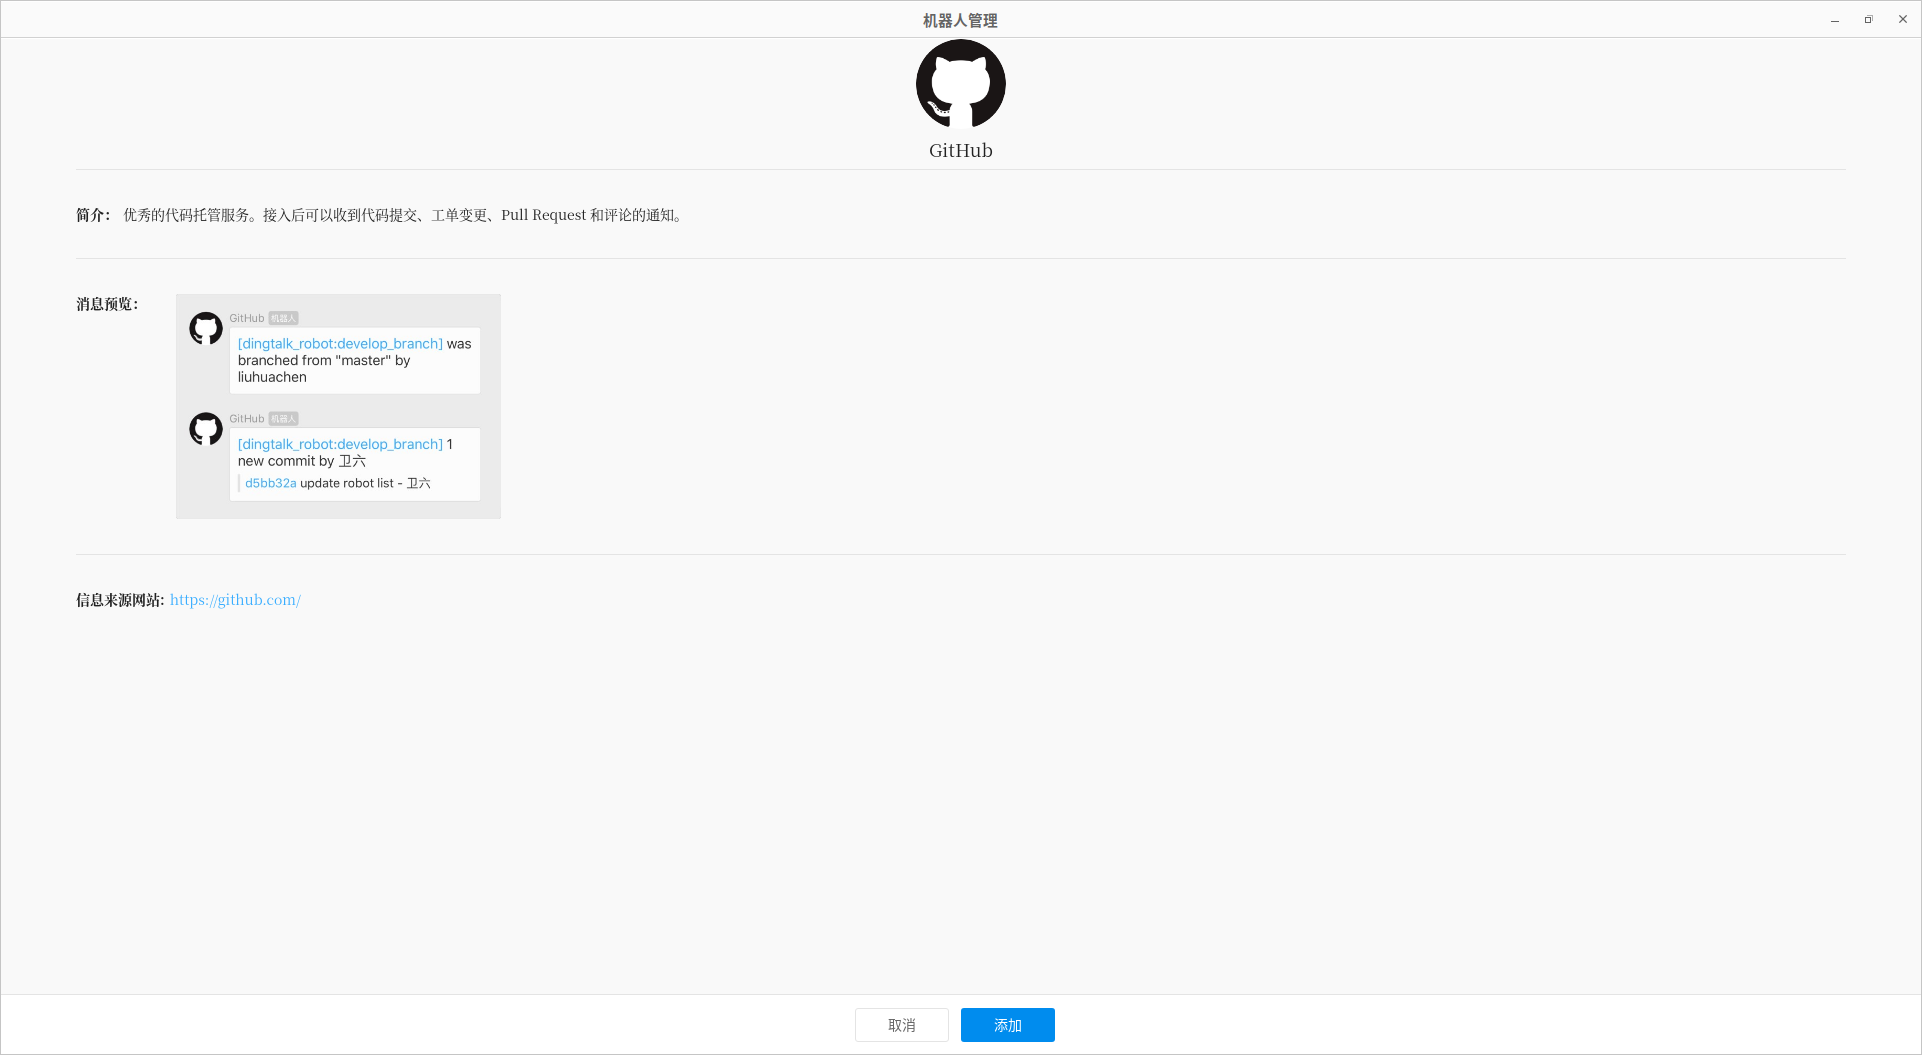 机器人管理
GitHub
简介： 优秀的代码托管服务。接入后可以收到代码提交、工单变更、Pull Request 和评论的通知。
消息预览：
GitHub 机器人
[dingtalk_robot:develop_branch] was
branched from "master" by
liuhuachen
GitHub 机器人
[dingtalk_robot:develop_branch] 1
new commit by 卫六
d5bb32a update robot list - 卫六
信息来源网站: https://github.com/
取消
添加